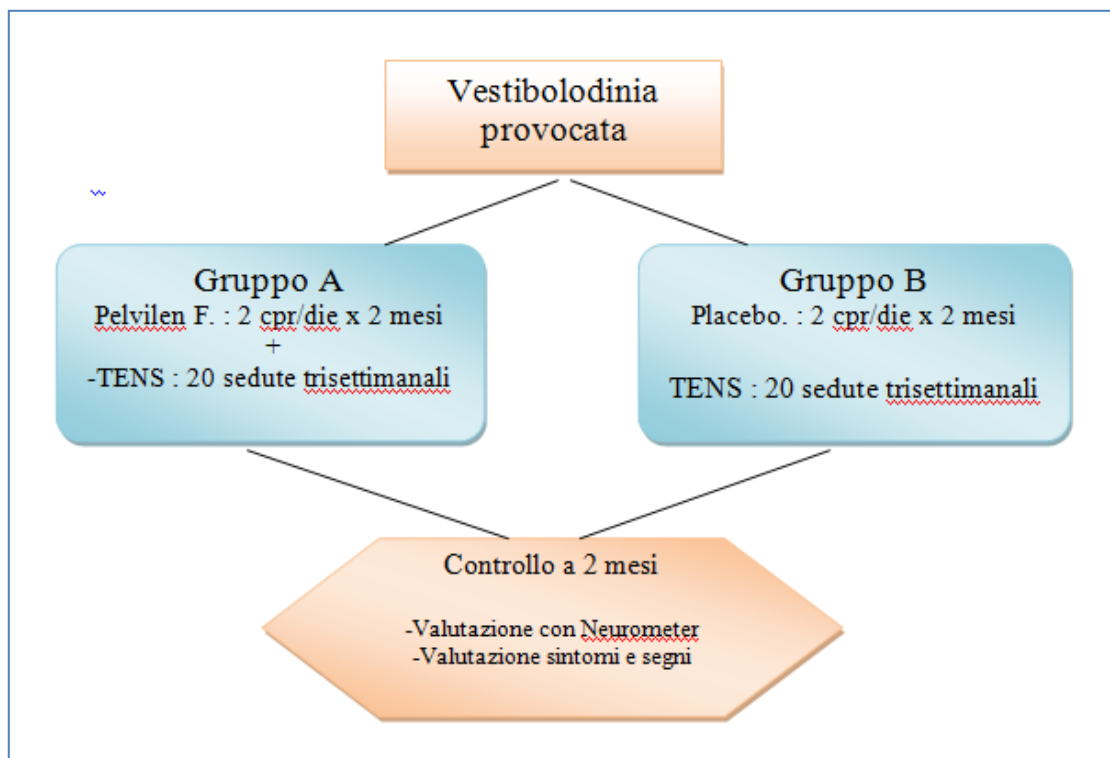 Vestibolodinia
provocata
Gruppo A
Pelvilen F. : 2 cpr/die x 2 mesi
+
-TENS : 20 sedute trisettimanali
Gruppo B
Placebo. : 2 cpr/die x 2 mesi
TENS : 20 sedute trisettimanali
Controllo a 2 mesi
-Valutazione con Neurometer
-Valutazione sintomi e segni